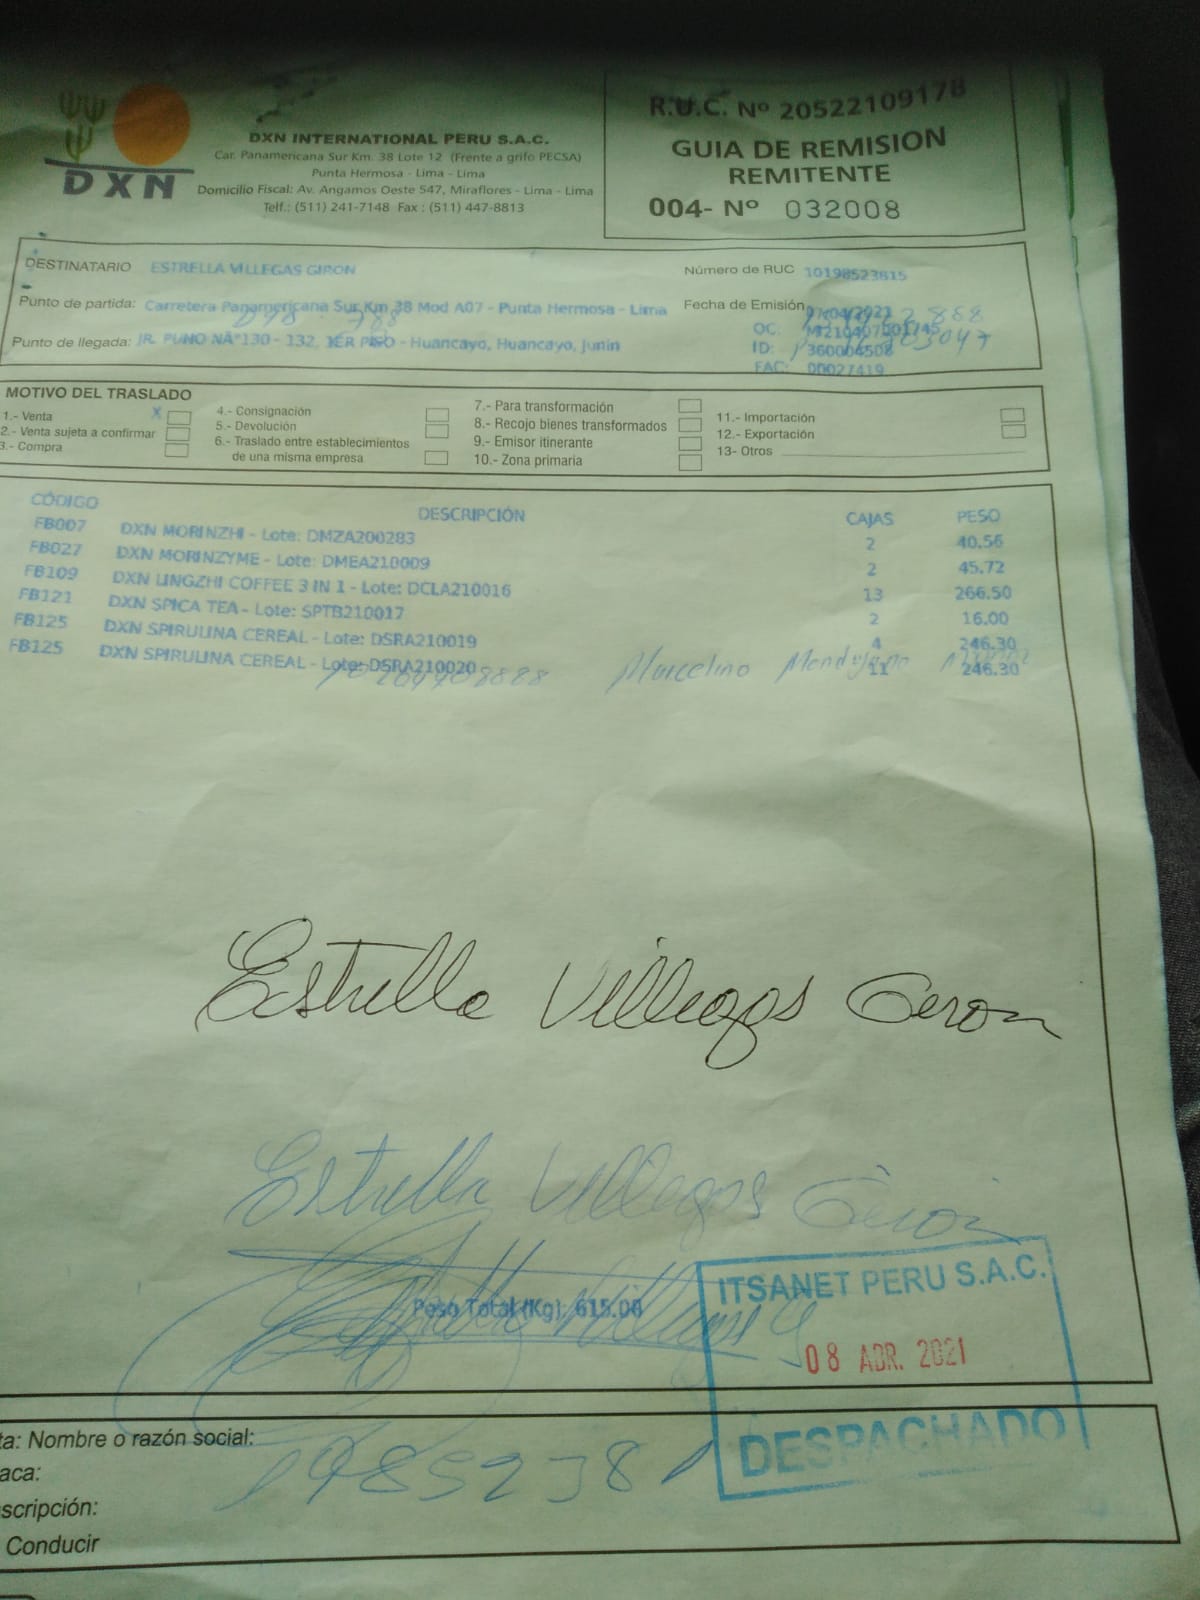 DXN
DXN INTERNATIONAL PERU S.A.C.
Car. Panamericana Sur Km. 38 Lote 12 (Frente a grifo PECSA)
Punta Hermosa - Lima - Lima
Domicilio Fiscal: Av. Angamos Oeste 547, Miraflores - Lima - Lima
Telf.: (511) 241-7148 Fax : (511) 447-8813
R.U.C. Nº 20522109178
GUIA DE REMISION
REMITENTE
004- Nº 032008
DESTINATARIO ESTRELLA VILLEGAS GIRON
Número de RUC 10198523815
Punto de partida: Carretera Panamericana Sur Km 38 Mod A07 - Punta Hermosa - Lima
Fecha de Emisión 07/04/2021
Punto de llegada: JR. PUNO NÂ°130 - 132, 1ER PISO - Huancayo, Huancayo, Junin
OC: M210407001745
ID: 360004508
FAC: 00027419
MOTIVO DEL TRASLADO
1.- Venta X
2.- Venta sujeta a confirmar
3.- Compra
4.- Consignación
5.- Devolución
6.- Traslado entre establecimientos
de una misma empresa
7.- Para transformación
8.- Recojo bienes transformados
9.- Emisor itinerante
10.- Zona primaria
11.- Importación
12.- Exportación
13- Otros
CÓDIGO DESCRIPCIÓN CAJAS PESO
FB007 DXN MORINZHI - Lote: DMZA200283 2 40.56
FB027 DXN MORINZYME - Lote: DMEA210009 2 45.72
FB109 DXN LINGZHI COFFEE 3 IN 1 - Lote: DCLA210016 13 266.50
FB121 DXN SPICA TEA - Lote: SPTB210017 2 16.00
FB125 DXN SPIRULINA CEREAL - Lote: DSRA210019 4 246.30
FB125 DXN SPIRULINA CEREAL - Lote: DSRA210020 11 246.30
Marcelino
Estrella Villegas Geron
Estrella Villegas Geron
Peso Total (Kg): 615.08
ITSANET PERU S.A.C.
08 ABR. 2021
DESPACHADO
ta: Nombre o razón social:
aca:
scripción:
Conducir